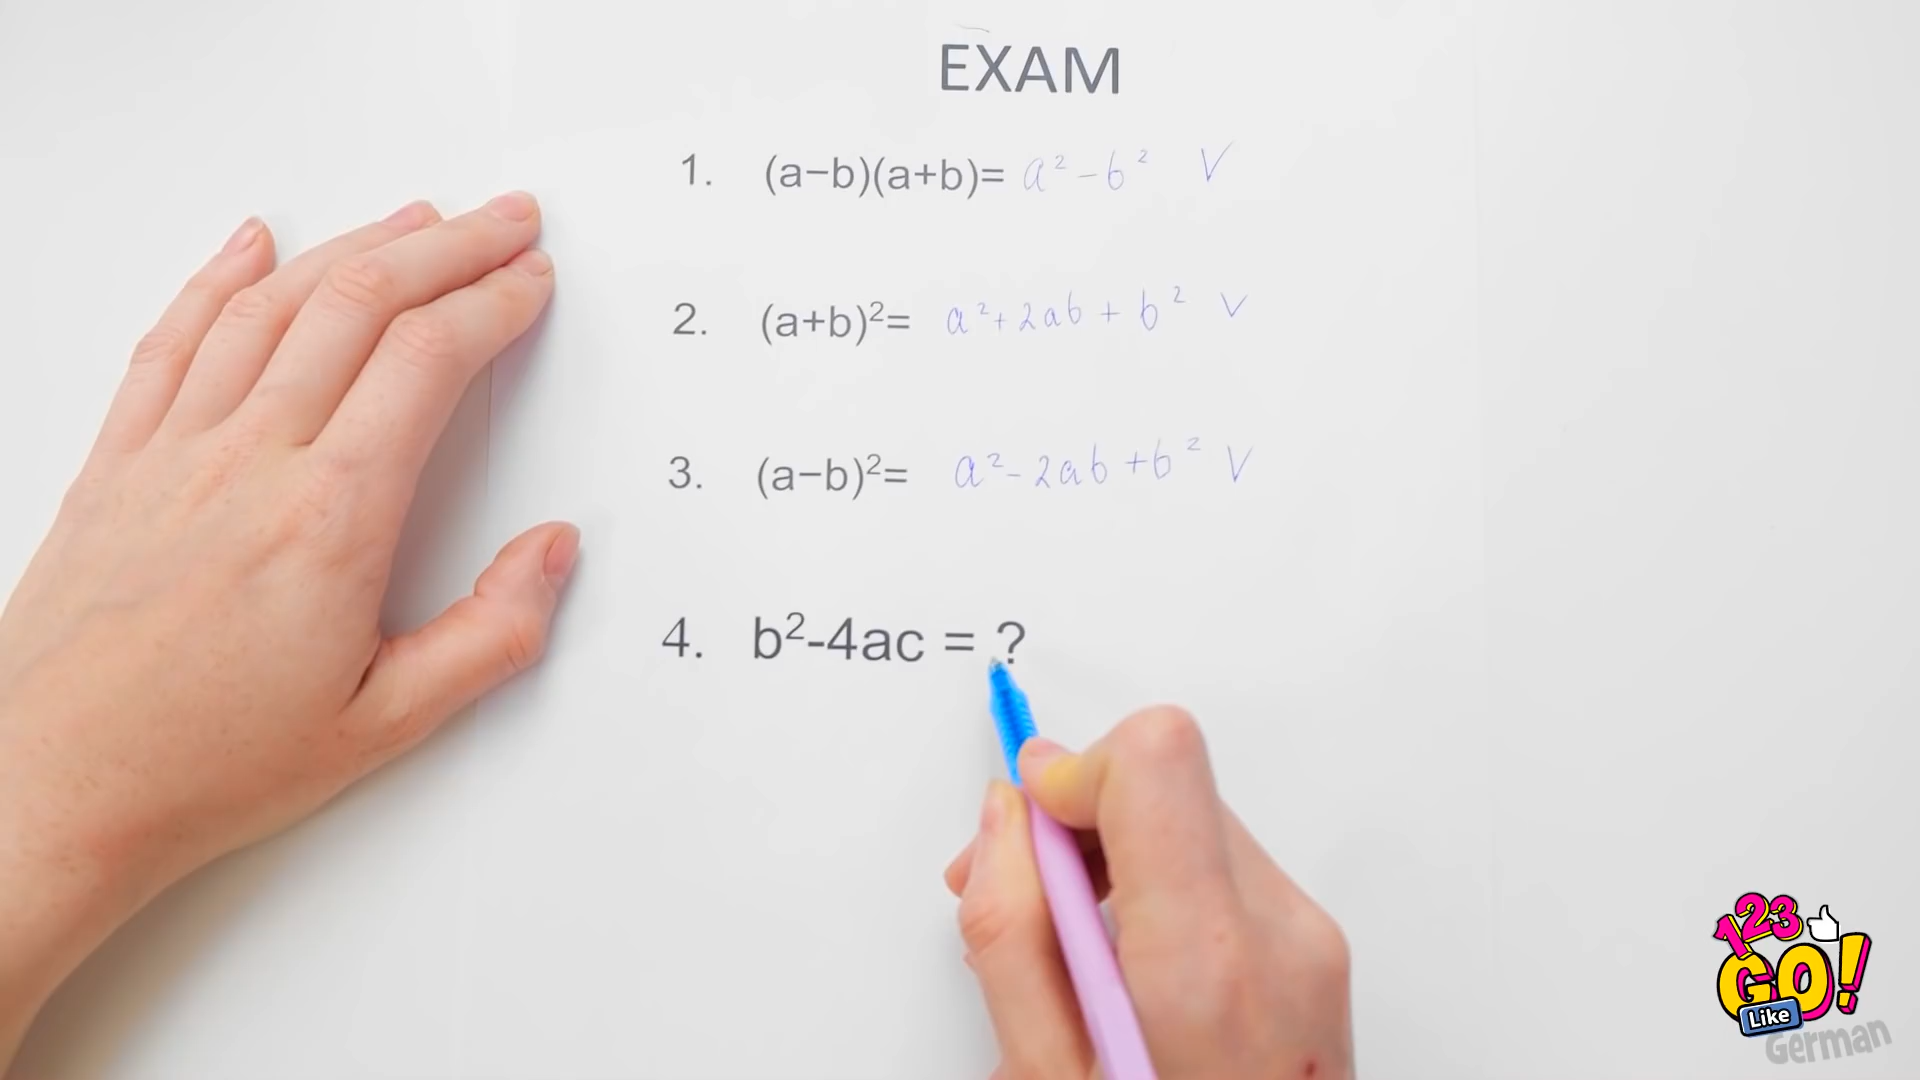 EXAM
1. (a−b)(a+b)= a² − b² V
2. (a+b)²= a² + 2ab + b² V
3. (a−b)²= a² − 2ab + b² V
4. b²-4ac = ?
123
GO!
Like
German